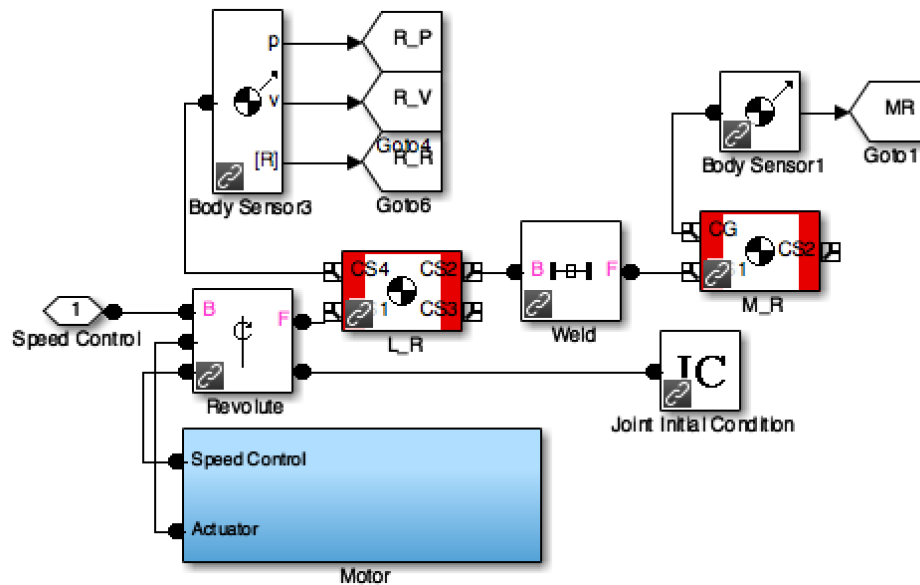 p
R_P
v
R_V
Goto4
[R]
R_R
Body Sensor3
Goto6
MR
Body Sensor1
Goto1
CG
CS2
1
M_R
CS4
CS2
1
CS3
L_R
B
F
Weld
1
Speed Control
B
F
Revolute
IC
Joint Initial Condition
Speed Control
Actuator
Motor